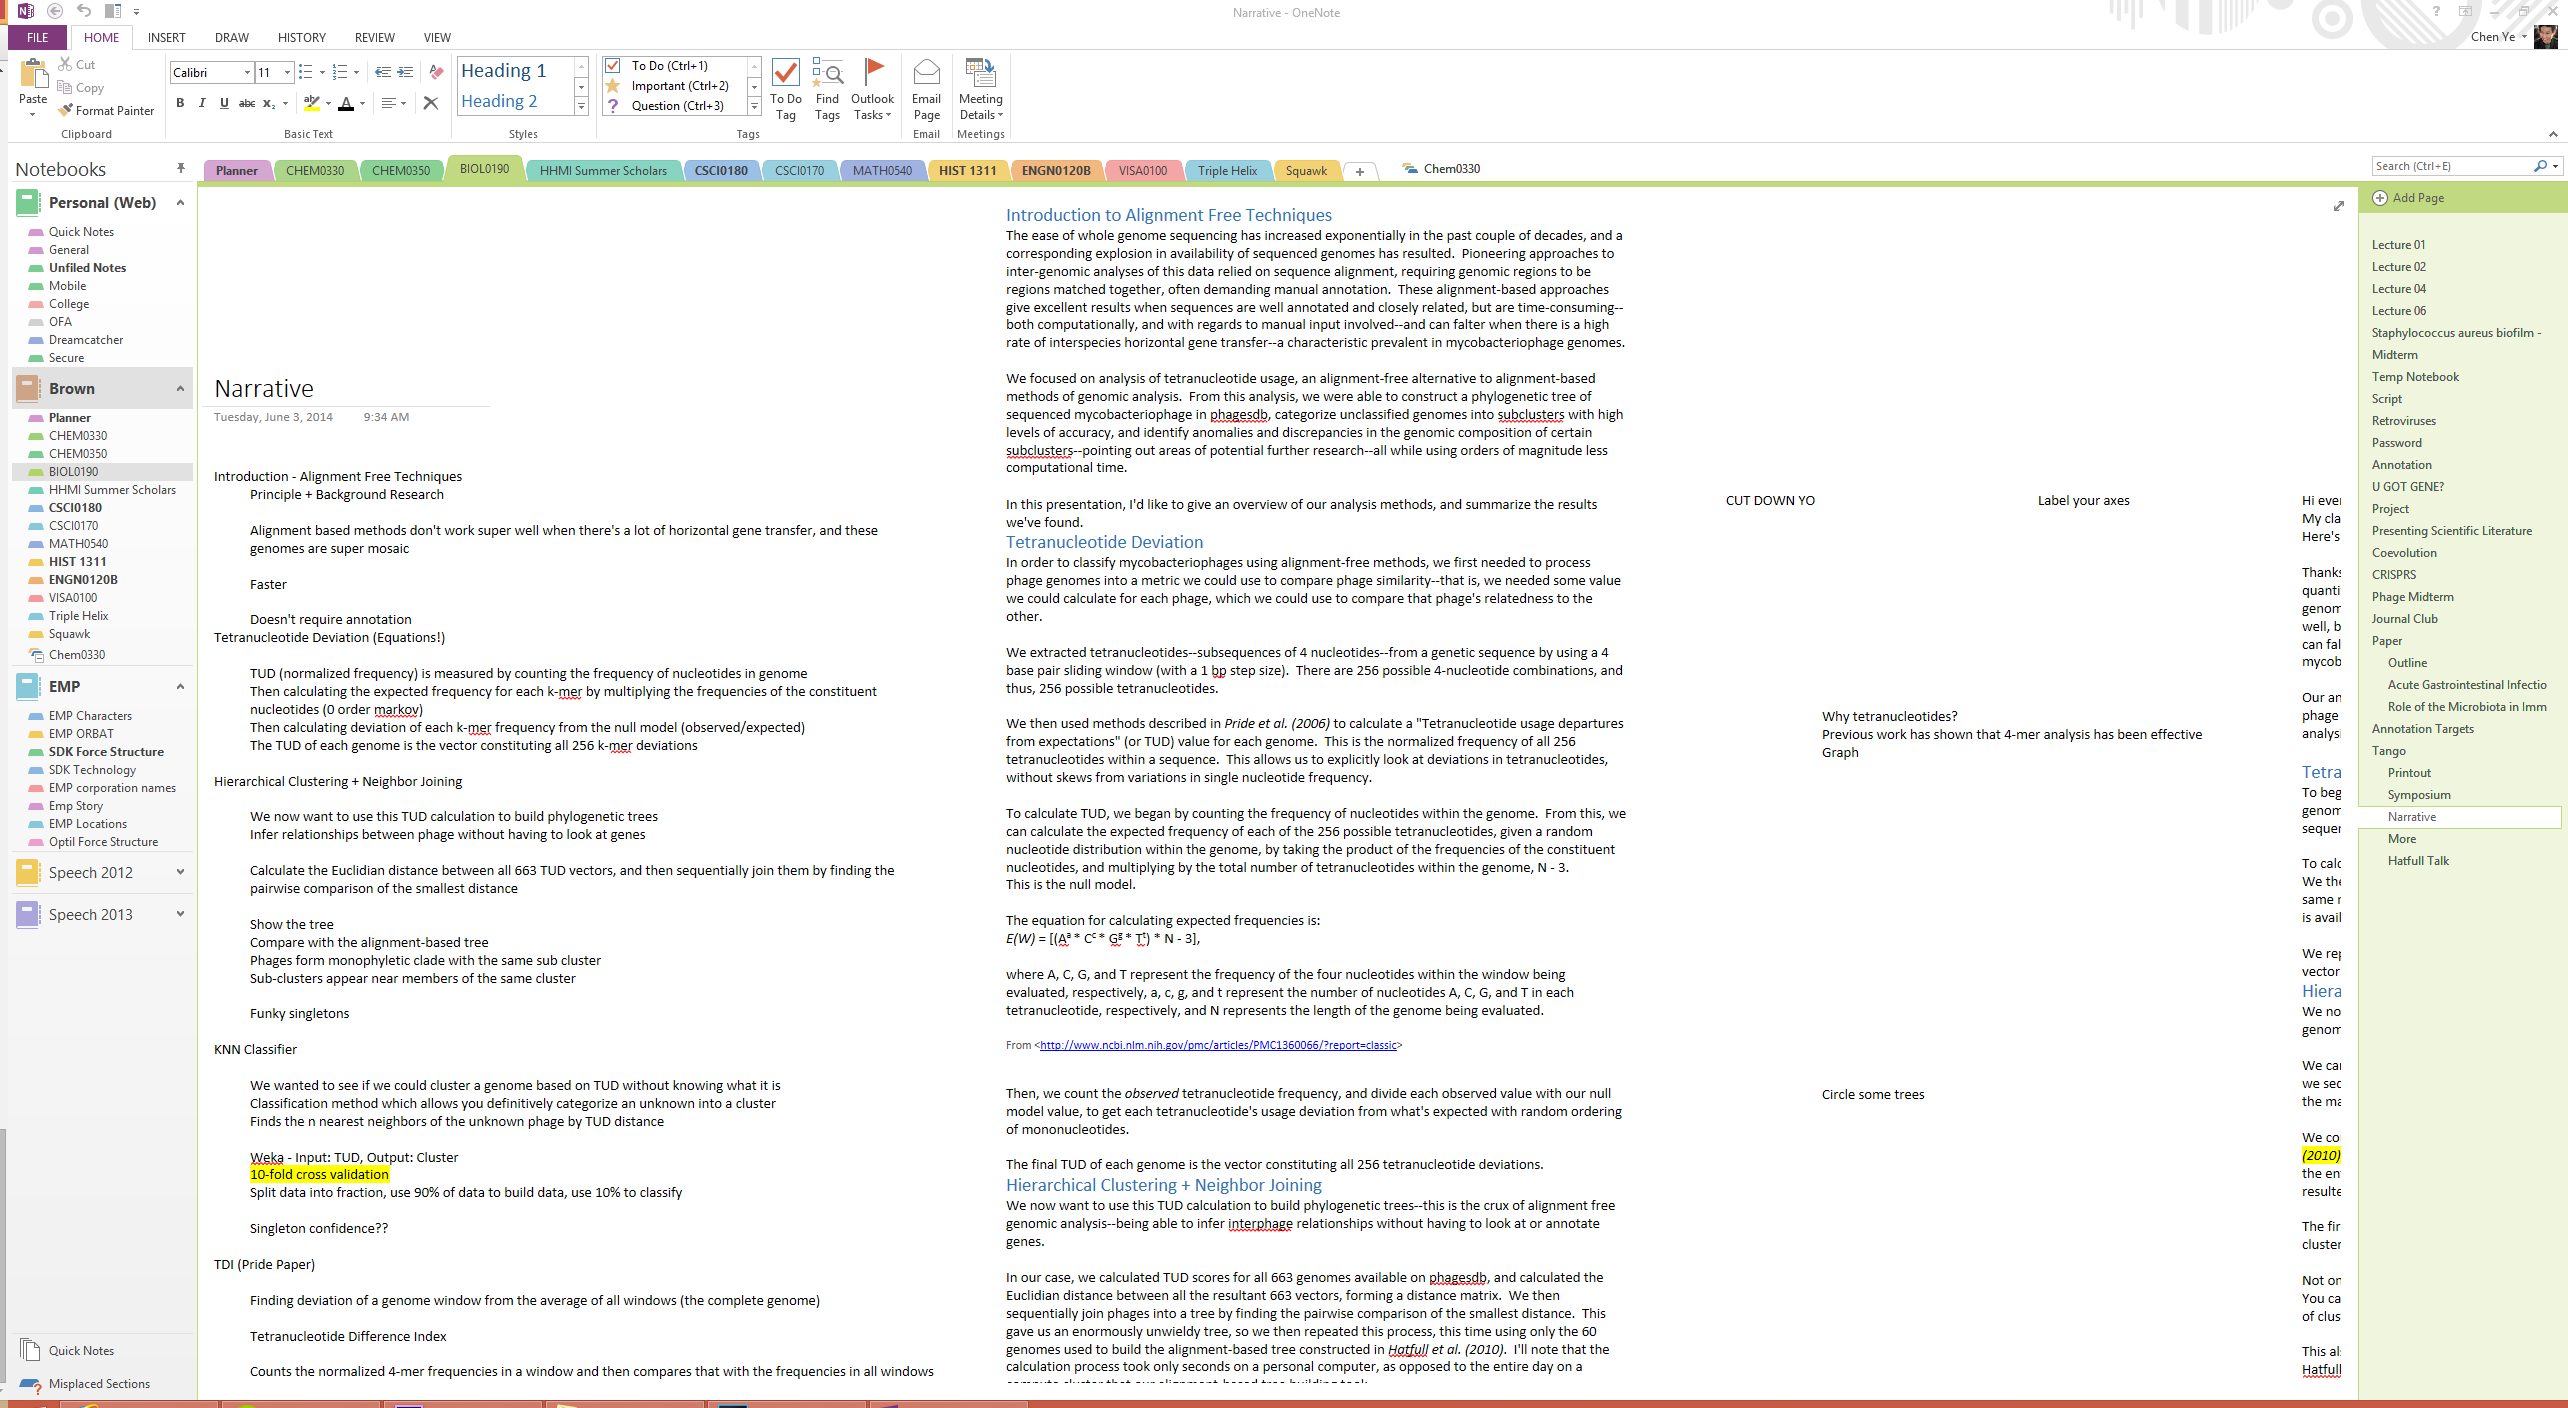 Narrative - OneNote
FILE
HOME
INSERT
DRAW
HISTORY
REVIEW
VIEW
Chen Ye
Paste
Cut
Copy
Format Painter
Clipboard
Calibri
11
Basic Text
Heading 1
Heading 2
Styles
To Do (Ctrl+1)
Important (Ctrl+2)
Question (Ctrl+3)
Tags
To Do Tag
Find Tags
Outlook Tasks
Email Page
Email
Meeting Details
Meetings
Notebooks
Planner
CHEM0330
CHEM0350
BIOL0190
HHMI Summer Scholars
CSCI0180
CSCI0170
MATH0540
HIST 1311
ENGN0120B
VISA0100
Triple Helix
Squawk
Chem0330
Search (Ctrl+E)
Personal (Web)
Quick Notes
General
Unfiled Notes
Mobile
College
OFA
Dreamcatcher
Secure
Brown
Planner
CHEM0330
CHEM0350
BIOL0190
HHMI Summer Scholars
CSCI0180
CSCI0170
MATH0540
HIST 1311
ENGN0120B
VISA0100
Triple Helix
Squawk
Chem0330
EMP
EMP Characters
EMP ORBAT
SDK Force Structure
SDK Technology
EMP corporation names
Emp Story
EMP Locations
Optil Force Structure
Speech 2012
Speech 2013
Quick Notes
Misplaced Sections
Narrative
Tuesday, June 3, 2014 9:34 AM
Introduction - Alignment Free Techniques
Principle + Background Research
Alignment based methods don't work super well when there's a lot of horizontal gene transfer, and these
genomes are super mosaic
Faster
Doesn't require annotation
Tetranucleotide Deviation (Equations!)
TUD (normalized frequency) is measured by counting the frequency of nucleotides in genome
Then calculating the expected frequency for each k-mer by multiplying the frequencies of the constituent
nucleotides (0 order markov)
Then calculating deviation of each k-mer frequency from the null model (observed/expected)
The TUD of each genome is the vector constituting all 256 k-mer deviations
Hierarchical Clustering + Neighbor Joining
We now want to use this TUD calculation to build phylogenetic trees
Infer relationships between phage without having to look at genes
Calculate the Euclidian distance between all 663 TUD vectors, and then sequentially join them by finding the
pairwise comparison of the smallest distance
Show the tree
Compare with the alignment-based tree
Phages form monophyletic clade with the same sub cluster
Sub-clusters appear near members of the same cluster
Funky singletons
KNN Classifier
We wanted to see if we could cluster a genome based on TUD without knowing what it is
Classification method which allows you definitively categorize an unknown into a cluster
Finds the n nearest neighbors of the unknown phage by TUD distance
Weka - Input: TUD, Output: Cluster
10-fold cross validation
Split data into fraction, use 90% of data to build data, use 10% to classify
Singleton confidence??
TDI (Pride Paper)
Finding deviation of a genome window from the average of all windows (the complete genome)
Tetranucleotide Difference Index
Counts the normalized 4-mer frequencies in a window and then compares that with the frequencies in all windows
Introduction to Alignment Free Techniques
The ease of whole genome sequencing has increased exponentially in the past couple of decades, and a
corresponding explosion in availability of sequenced genomes has resulted. Pioneering approaches to
inter-genomic analyses of this data relied on sequence alignment, requiring genomic regions to be
regions matched together, often demanding manual annotation. These alignment-based approaches
give excellent results when sequences are well annotated and closely related, but are time-consuming--
both computationally, and with regards to manual input involved--and can falter when there is a high
rate of interspecies horizontal gene transfer--a characteristic prevalent in mycobacteriophage genomes.
We focused on analysis of tetranucleotide usage, an alignment-free alternative to alignment-based
methods of genomic analysis. From this analysis, we were able to construct a phylogenetic tree of
sequenced mycobacteriophage in phagesdb, categorize unclassified genomes into subclusters with high
levels of accuracy, and identify anomalies and discrepancies in the genomic composition of certain
subclusters--pointing out areas of potential further research--all while using orders of magnitude less
computational time.
In this presentation, I'd like to give an overview of our analysis methods, and summarize the results
we've found.
Tetranucleotide Deviation
In order to classify mycobacteriophages using alignment-free methods, we first needed to process
phage genomes into a metric we could use to compare phage similarity--that is, we needed some value
we could calculate for each phage, which we could use to compare that phage's relatedness to the
other.
We extracted tetranucleotides--subsequences of 4 nucleotides--from a genetic sequence by using a 4
base pair sliding window (with a 1 bp step size). There are 256 possible 4-nucleotide combinations, and
thus, 256 possible tetranucleotides.
We then used methods described in Pride et al. (2006) to calculate a "Tetranucleotide usage departures
from expectations" (or TUD) value for each genome. This is the normalized frequency of all 256
tetranucleotides within a sequence. This allows us to explicitly look at deviations in tetranucleotides,
without skews from variations in single nucleotide frequency.
To calculate TUD, we began by counting the frequency of nucleotides within the genome. From this, we
can calculate the expected frequency of each of the 256 possible tetranucleotides, given a random
nucleotide distribution within the genome, by taking the product of the frequencies of the constituent
nucleotides, and multiplying by the total number of tetranucleotides within the genome, N - 3.
This is the null model.
The equation for calculating expected frequencies is:
E(W) = [(Aᵃ * Cᶜ * Gᵍ * Tᵗ) * N - 3],
where A, C, G, and T represent the frequency of the four nucleotides within the window being
evaluated, respectively, a, c, g, and t represent the number of nucleotides A, C, G, and T in each
tetranucleotide, respectively, and N represents the length of the genome being evaluated.
From <http://www.ncbi.nlm.nih.gov/pmc/articles/PMC1360066/?report=classic>
Then, we count the observed tetranucleotide frequency, and divide each observed value with our null
model value, to get each tetranucleotide's usage deviation from what's expected with random ordering
of mononucleotides.
The final TUD of each genome is the vector constituting all 256 tetranucleotide deviations.
Hierarchical Clustering + Neighbor Joining
We now want to use this TUD calculation to build phylogenetic trees--this is the crux of alignment free
genomic analysis--being able to infer interphage relationships without having to look at or annotate
genes.
In our case, we calculated TUD scores for all 663 genomes available on phagesdb, and calculated the
Euclidian distance between all the resultant 663 vectors, forming a distance matrix. We then
sequentially join phages into a tree by finding the pairwise comparison of the smallest distance. This
gave us an enormously unwieldy tree, so we then repeated this process, this time using only the 60
genomes used to build the alignment-based tree constructed in Hatfull et al. (2010). I'll note that the
calculation process took only seconds on a personal computer, as opposed to the entire day on a
CUT DOWN YO
Label your axes
Why tetranucleotides?
Previous work has shown that 4-mer analysis has been effective
Graph
Circle some trees
Hi ever
My cla
Here's
Thanks
quanti
genom
well, b
can fal
mycob
Our an
phage
analysi
Tetra
To beg
genom
sequer
To calc
We the
same r
is avail
We rep
vector
Hiera
We no
genom
We car
we sec
the ma
We co
(2010)
the en
resulte
The fir
cluster
Not on
You ca
of clus
This al
Hatfull
Add Page
Lecture 01
Lecture 02
Lecture 04
Lecture 06
Staphylococcus aureus biofilm -
Midterm
Temp Notebook
Script
Retroviruses
Password
Annotation
U GOT GENE?
Project
Presenting Scientific Literature
Coevolution
CRISPRS
Phage Midterm
Journal Club
Paper
Outline
Acute Gastrointestinal Infectio
Role of the Microbiota in Imm
Annotation Targets
Tango
Printout
Symposium
Narrative
More
Hatfull Talk